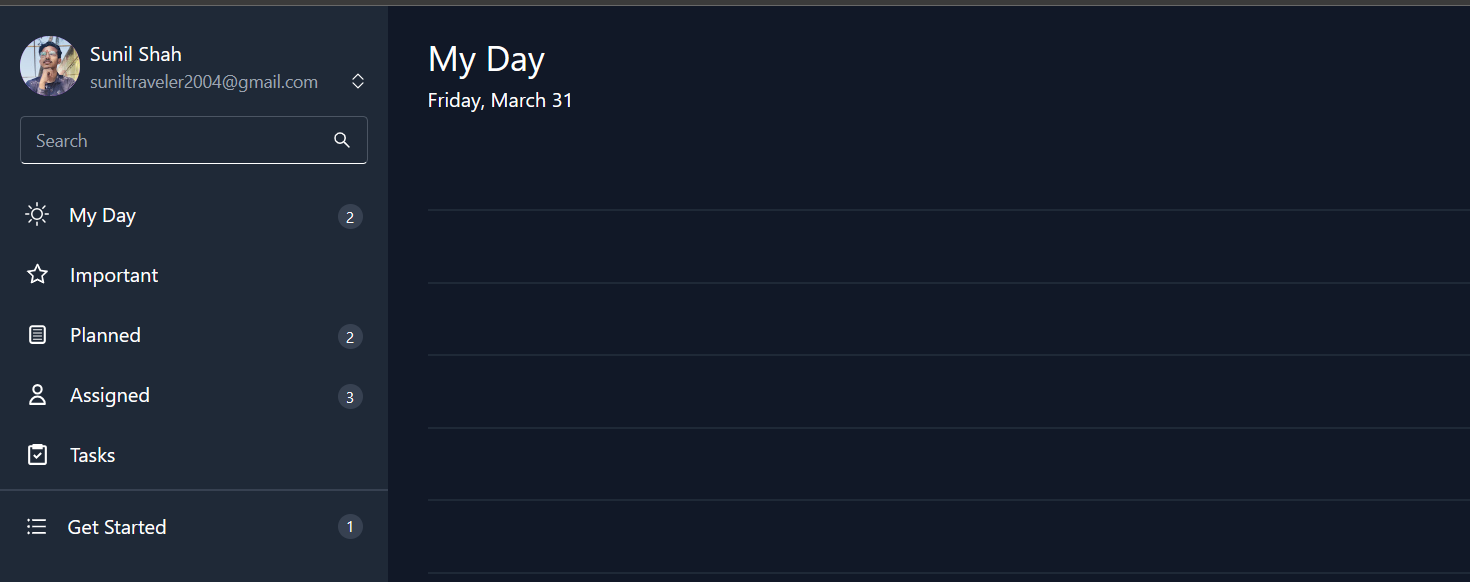 Sunil Shah
suniltraveler2004@gmail.com
Search
My Day 2
Important
Planned 2
Assigned 3
Tasks
Get Started 1
My Day
Friday, March 31